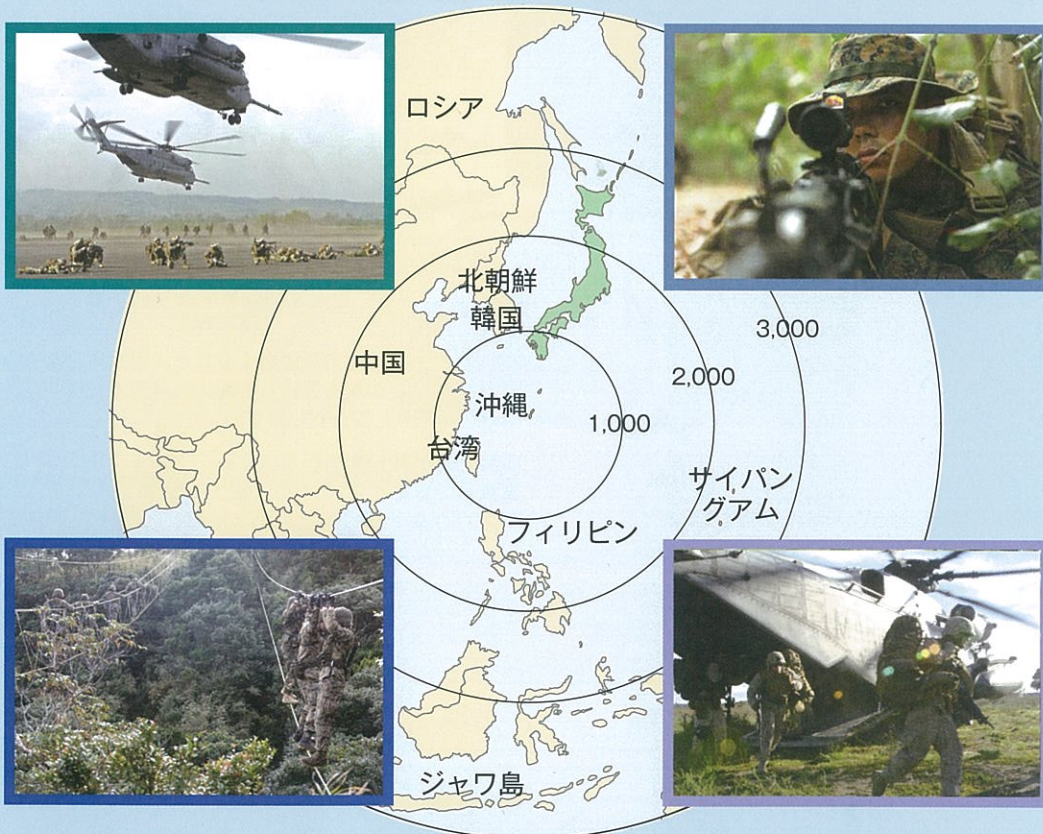 ロシア
北朝鮮
韓国
3,000
中国
2,000
沖縄
1,000
台湾
サイパン
グアム
フィリピン
ジャワ島